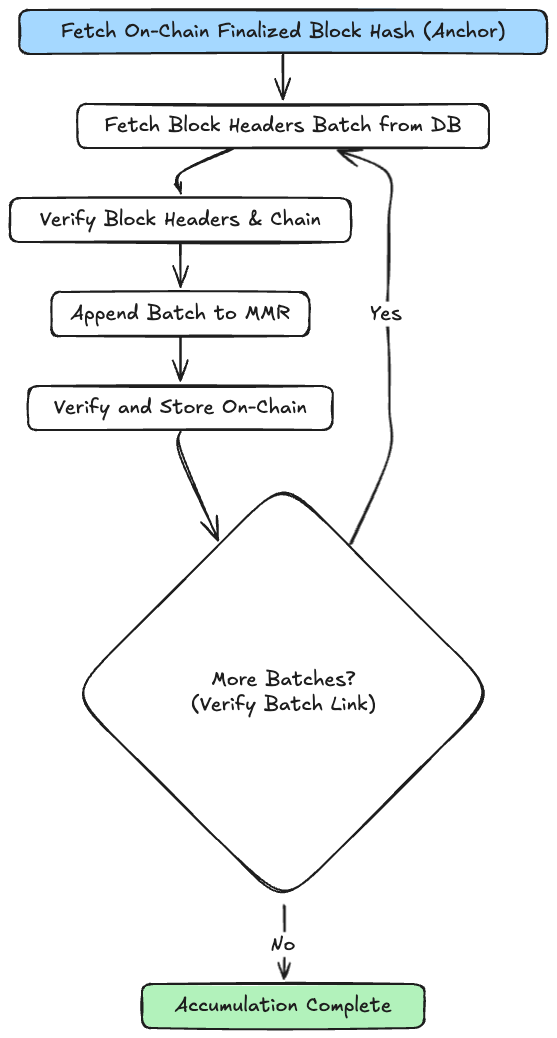 Fetch On-Chain Finalized Block Hash (Anchor)
Fetch Block Headers Batch from DB
Verify Block Headers & Chain
Append Batch to MMR
Yes
Verify and Store On-Chain
More Batches?
(Verify Batch Link)
No
Accumulation Complete